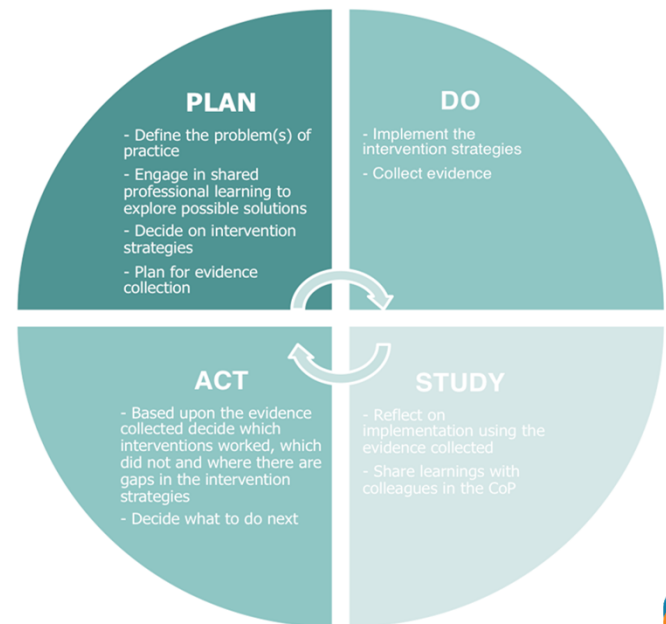 PLAN
- Define the problem(s) of
practice
- Engage in shared
professional learning to
explore possible solutions
- Decide on intervention
strategies
- Plan for evidence
collection
DO
- Implement the
intervention strategies
- Collect evidence
ACT
- Based upon the evidence
collected decide which
interventions worked, which
did not and where there are
gaps in the intervention
strategies
- Decide what to do next
STUDY
- Reflect on
implementation using the
evidence collected
- Share learnings with
colleagues in the CoP